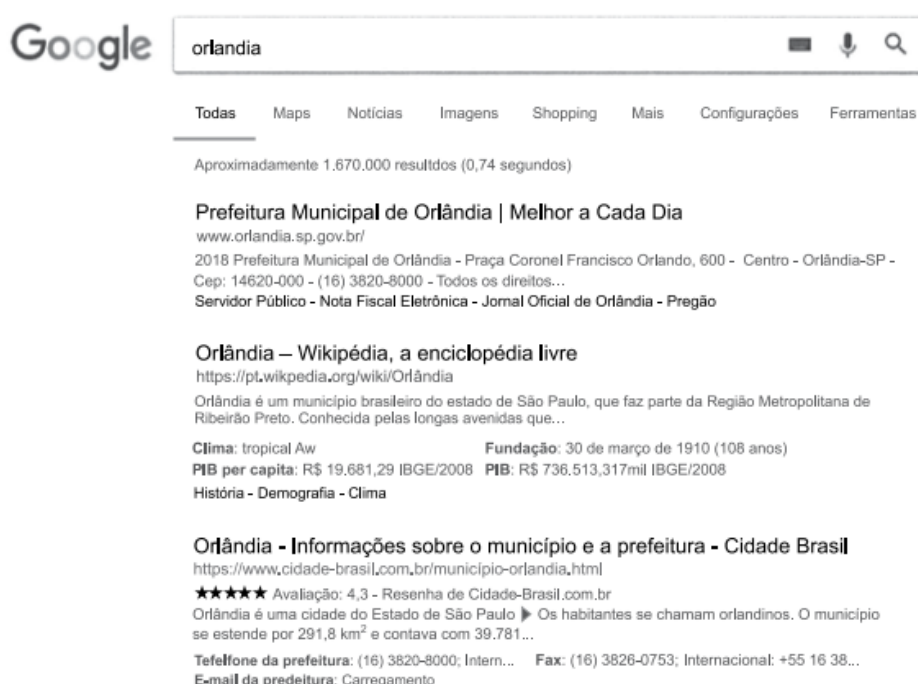 Google
orlandia
Todas Maps Notícias Imagens Shopping Mais Configurações Ferramentas
Aproximadamente 1.670.000 resultdos (0,74 segundos)
Prefeitura Municipal de Orlândia | Melhor a Cada Dia
www.orlandia.sp.gov.br/
2018 Prefeitura Municipal de Orlândia - Praça Coronel Francisco Orlando, 600 - Centro - Orlândia-SP -
Cep: 14620-000 - (16) 3820-8000 - Todos os direitos...
Servidor Público - Nota Fiscal Eletrônica - Jornal Oficial de Orlândia - Pregão
Orlândia – Wikipédia, a enciclopédia livre
https://pt.wikpedia.org/wiki/Orlândia
Orlândia é um município brasileiro do estado de São Paulo, que faz parte da Região Metropolitana de
Ribeirão Preto. Conhecida pelas longas avenidas que...
Clima: tropical Aw Fundação: 30 de março de 1910 (108 anos)
PIB per capita: R$ 19.681,29 IBGE/2008 PIB: R$ 736.513,317mil IBGE/2008
História - Demografia - Clima
Orlândia - Informações sobre o município e a prefeitura - Cidade Brasil
https://www.cidade-brasil.com.br/município-orlandia.html
★★★★★ Avaliação: 4,3 - Resenha de Cidade-Brasil.com.br
Orlândia é uma cidade do Estado de São Paulo ▶ Os habitantes se chamam orlandinos. O município
se estende por 291,8 km² e contava com 39.781...
Tefelfone da prefeitura: (16) 3820-8000; Intern... Fax: (16) 3826-0753; Internacional: +55 16 38...
E-mail da predeitura: Carregamento